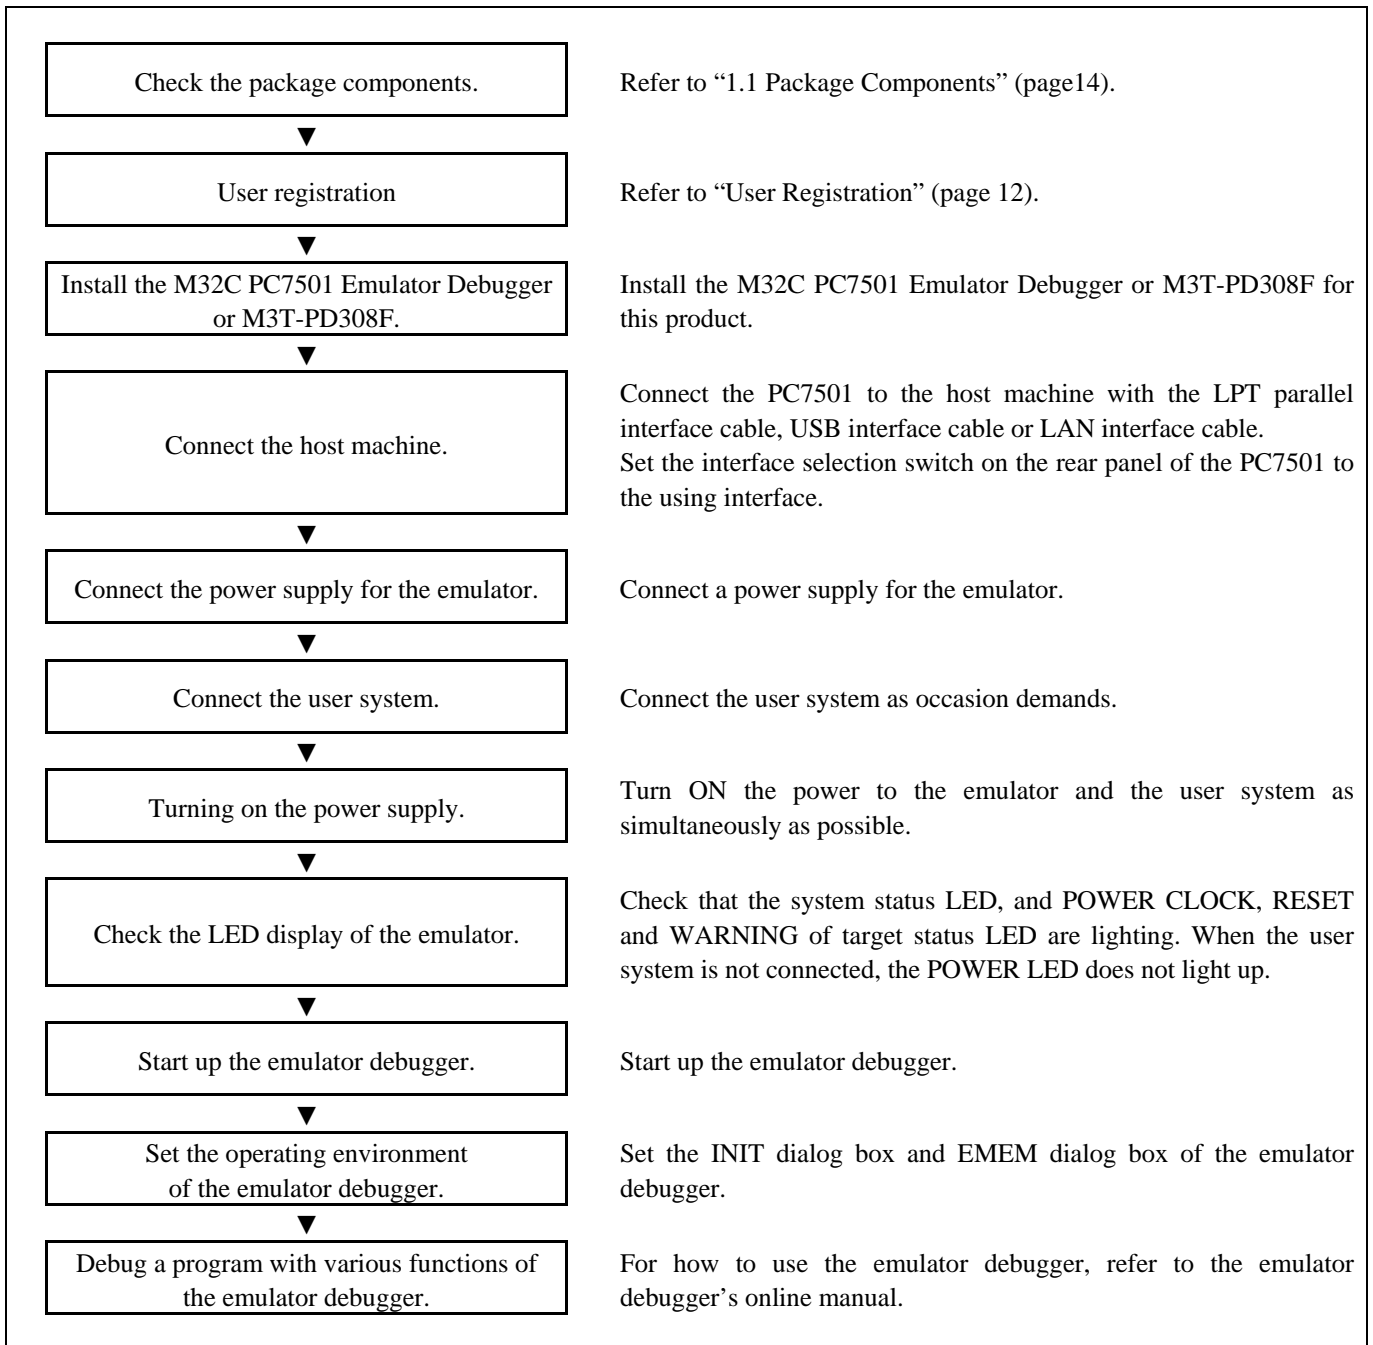 Check the package components.
Refer to “1.1 Package Components” (page14).
▼
User registration
Refer to “User Registration” (page 12).
▼
Install the M32C PC7501 Emulator Debugger
or M3T-PD308F.
Install the M32C PC7501 Emulator Debugger or M3T-PD308F for
this product.
▼
Connect the host machine.
Connect the PC7501 to the host machine with the LPT parallel
interface cable, USB interface cable or LAN interface cable.
Set the interface selection switch on the rear panel of the PC7501 to
the using interface.
▼
Connect the power supply for the emulator.
Connect a power supply for the emulator.
▼
Connect the user system.
Connect the user system as occasion demands.
▼
Turning on the power supply.
Turn ON the power to the emulator and the user system as
simultaneously as possible.
▼
Check the LED display of the emulator.
Check that the system status LED, and POWER CLOCK, RESET
and WARNING of target status LED are lighting. When the user
system is not connected, the POWER LED does not light up.
▼
Start up the emulator debugger.
Start up the emulator debugger.
▼
Set the operating environment
of the emulator debugger.
Set the INIT dialog box and EMEM dialog box of the emulator
debugger.
▼
Debug a program with various functions of
the emulator debugger.
For how to use the emulator debugger, refer to the emulator
debugger’s online manual.